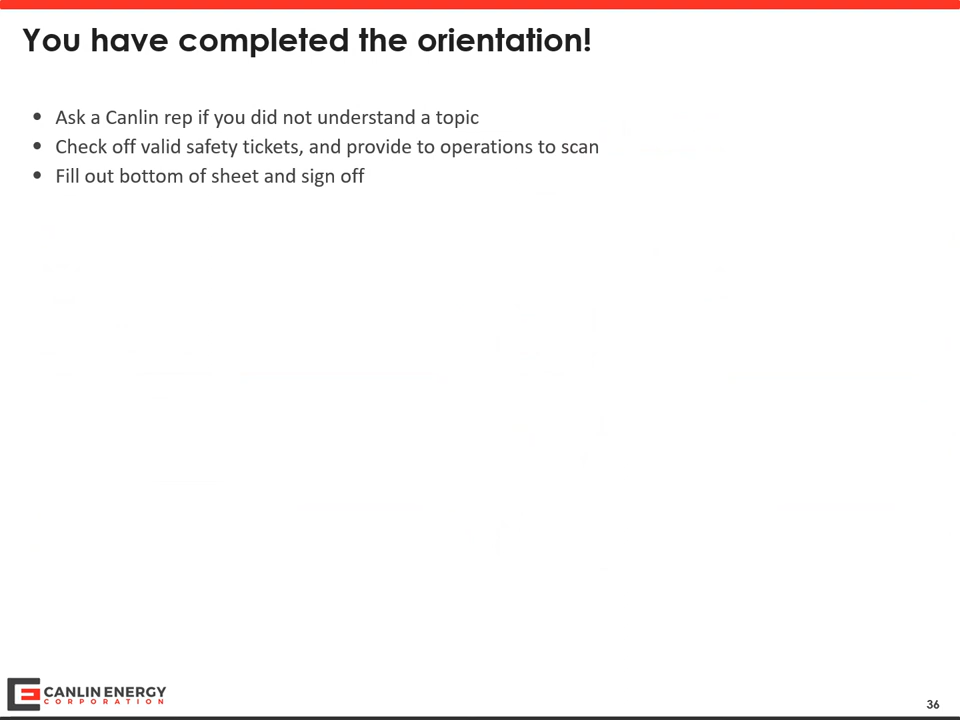 You have completed the orientation!
• Ask a Canlin rep if you did not understand a topic
• Check off valid safety tickets, and provide to operations to scan
• Fill out bottom of sheet and sign off
CANLIN ENERGY
CORPORATION
36